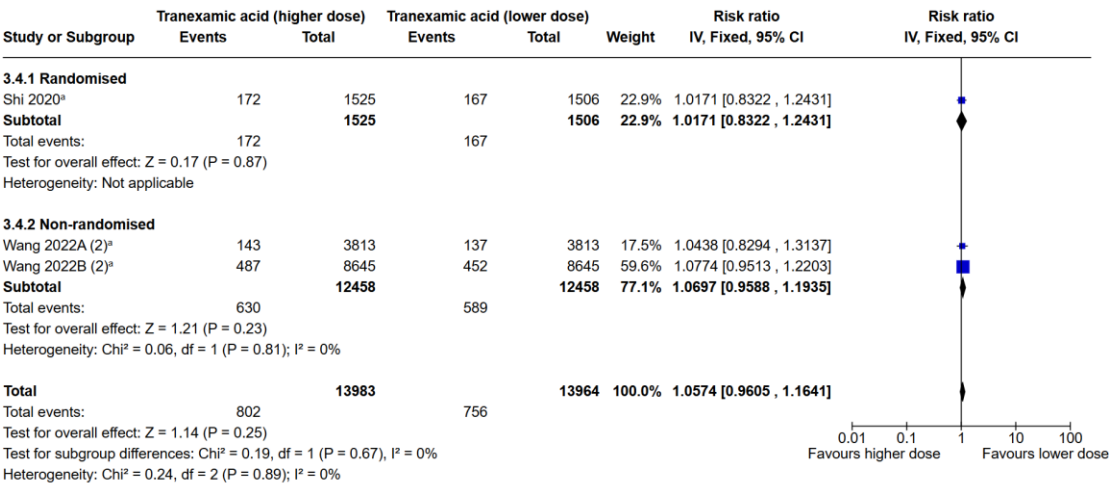 Tranexamic acid (higher dose) Tranexamic acid (lower dose) Risk ratio Risk ratio
Study or Subgroup Events Total Events Total Weight IV, Fixed, 95% CI IV, Fixed, 95% CI
3.4.1 Randomised
Shi 2020ᵃ 172 1525 167 1506 22.9% 1.0171 [0.8322 , 1.2431]
Subtotal 1525 1506 22.9% 1.0171 [0.8322 , 1.2431]
Total events: 172 167
Test for overall effect: Z = 0.17 (P = 0.87)
Heterogeneity: Not applicable
3.4.2 Non-randomised
Wang 2022A (2)ᵃ 143 3813 137 3813 17.5% 1.0438 [0.8294 , 1.3137]
Wang 2022B (2)ᵃ 487 8645 452 8645 59.6% 1.0774 [0.9513 , 1.2203]
Subtotal 12458 12458 77.1% 1.0697 [0.9588 , 1.1935]
Total events: 630 589
Test for overall effect: Z = 1.21 (P = 0.23)
Heterogeneity: Chi² = 0.06, df = 1 (P = 0.81); I² = 0%
Total 13983 13964 100.0% 1.0574 [0.9605 , 1.1641]
Total events: 802 756
Test for overall effect: Z = 1.14 (P = 0.25)
Test for subgroup differences: Chi² = 0.19, df = 1 (P = 0.67), I² = 0%
Heterogeneity: Chi² = 0.24, df = 2 (P = 0.89); I² = 0%
0.01 0.1 1 10 100
Favours higher dose Favours lower dose